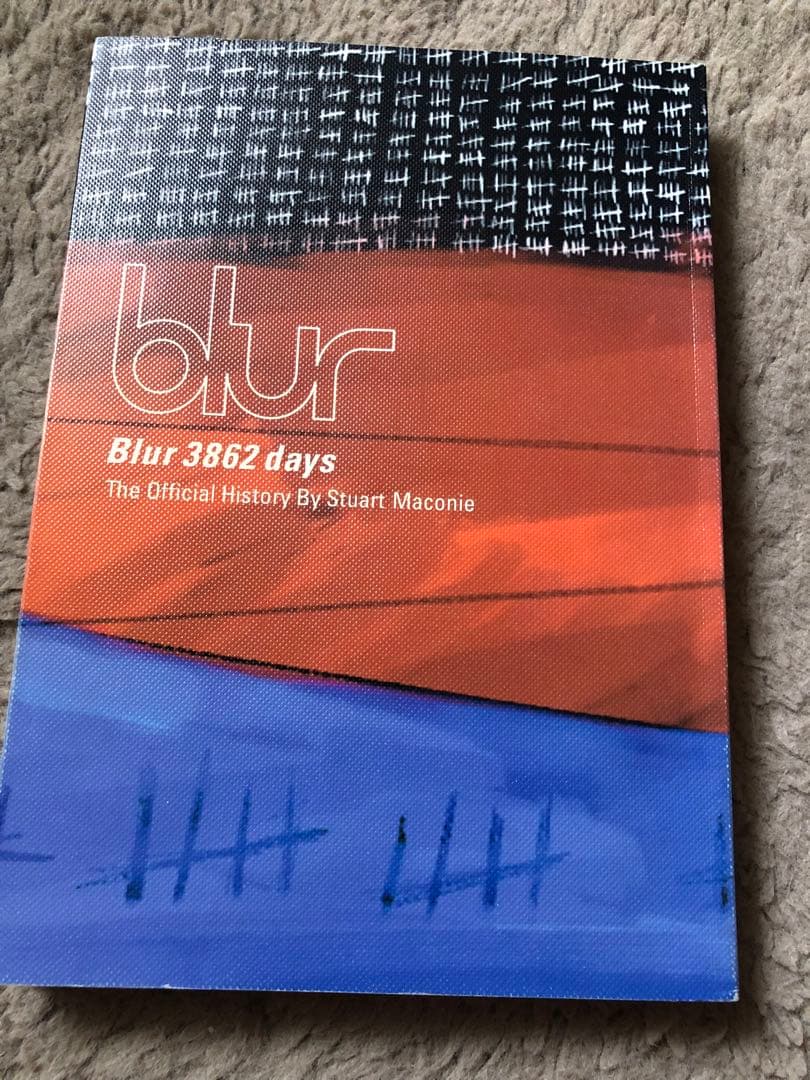 blur
Blur 3862 days
The Official History By Stuart Maconie